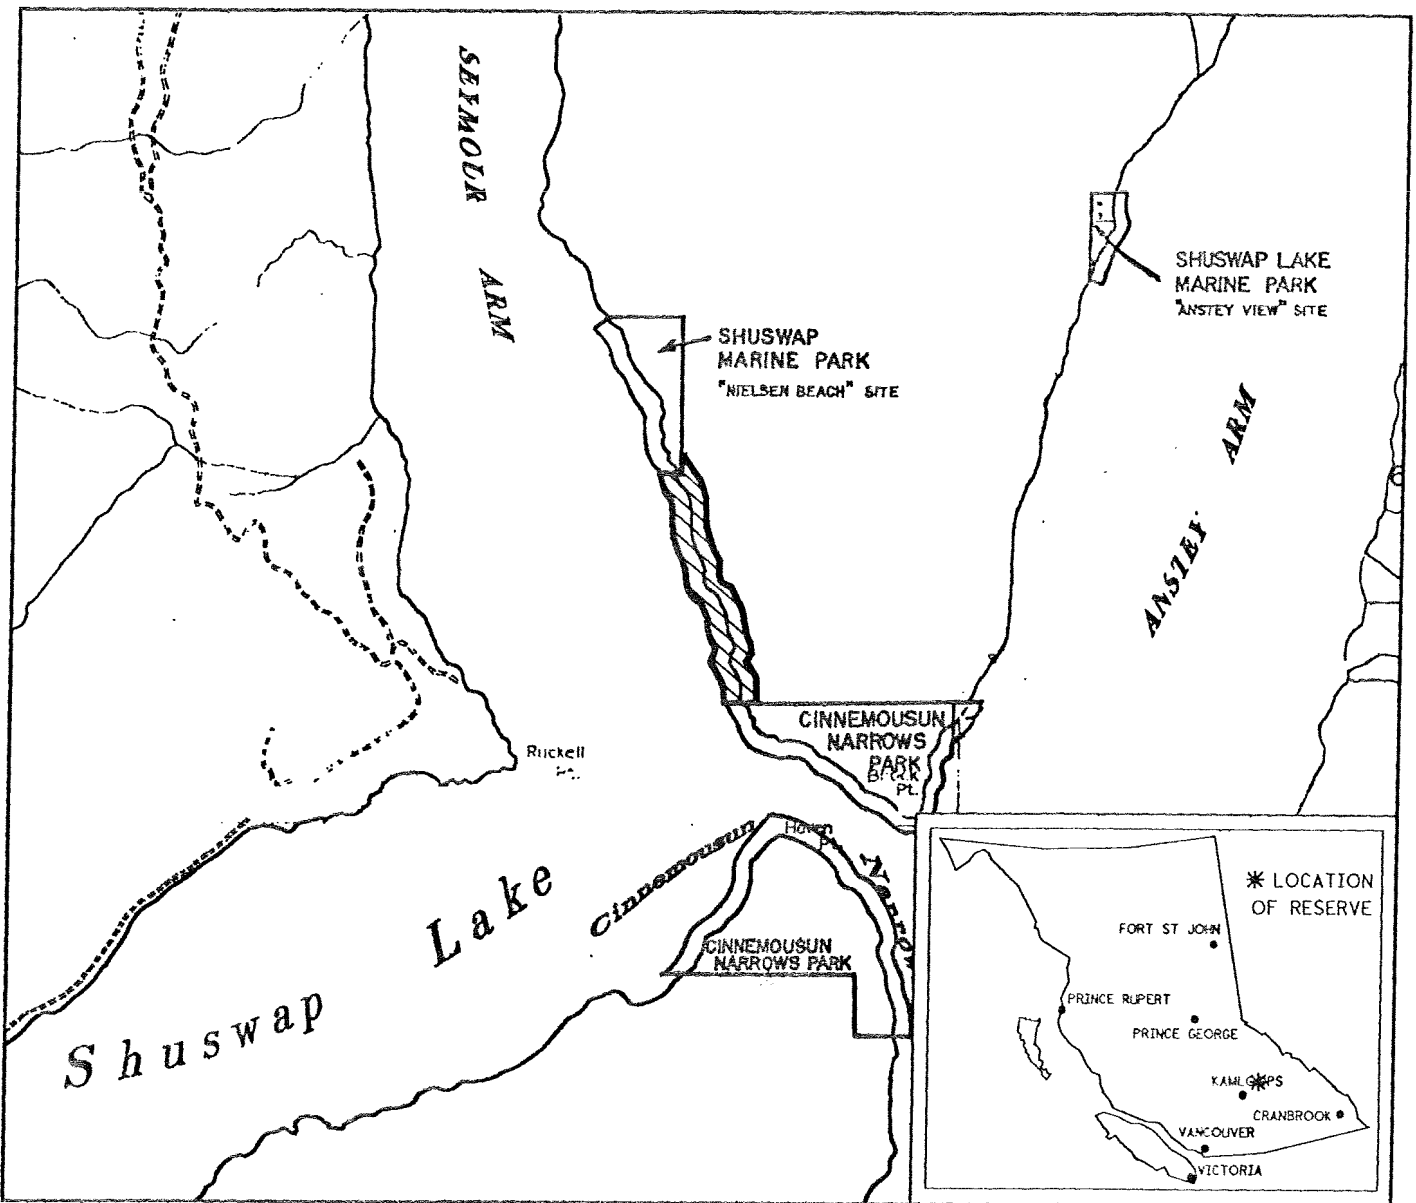 SEYMOUR
ARM
SHUSWAP LAKE
MARINE PARK
"ANSTEY VIEW" SITE
SHUSWAP
MARINE PARK
"NIELSEN BEACH" SITE
ANSTEY ARM
CINNEMOUSUN
NARROWS
PARK
Pt.
Ruckell
Haven
Cinnemousun
Narrow
Shuswap Lake
CINNEMOUSUN
NARROWS PARK
* LOCATION
OF RESERVE
FORT ST JOHN
PRINCE RUPERT
PRINCE GEORGE
KAMLOOPS
CRANBROOK
VANCOUVER
VICTORIA